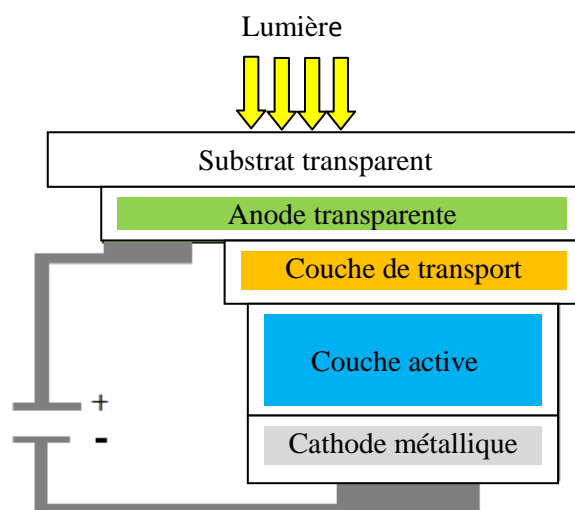 Lumière
Substrat transparent
Anode transparente
Couche de transport
Couche active
+
-
Cathode métallique